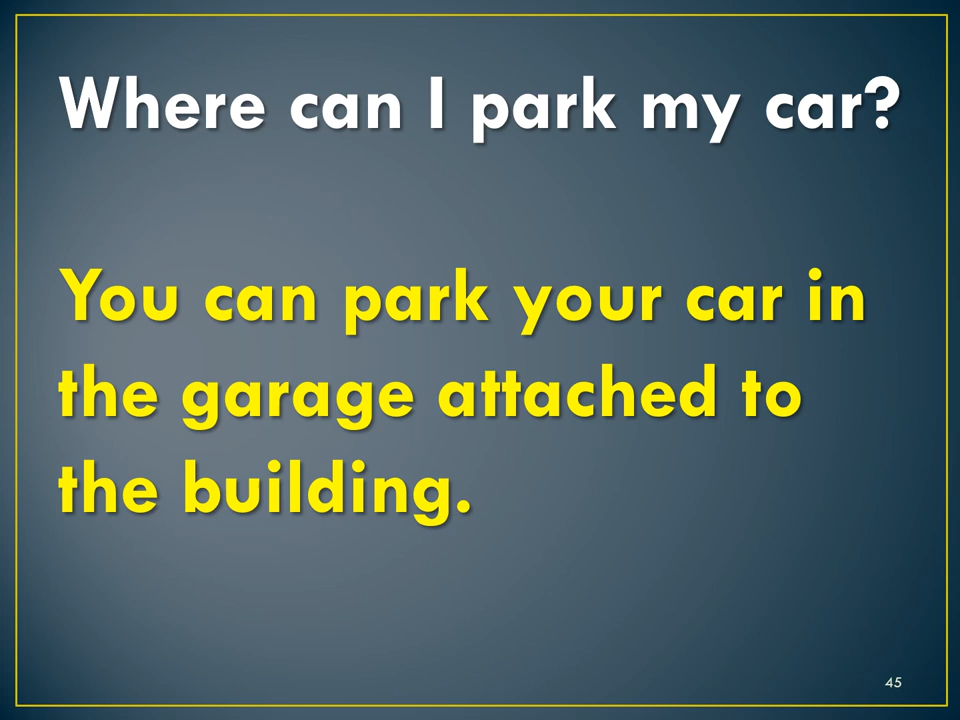 Where can I park my car?
You can park your car in
the garage attached to
the building.
45